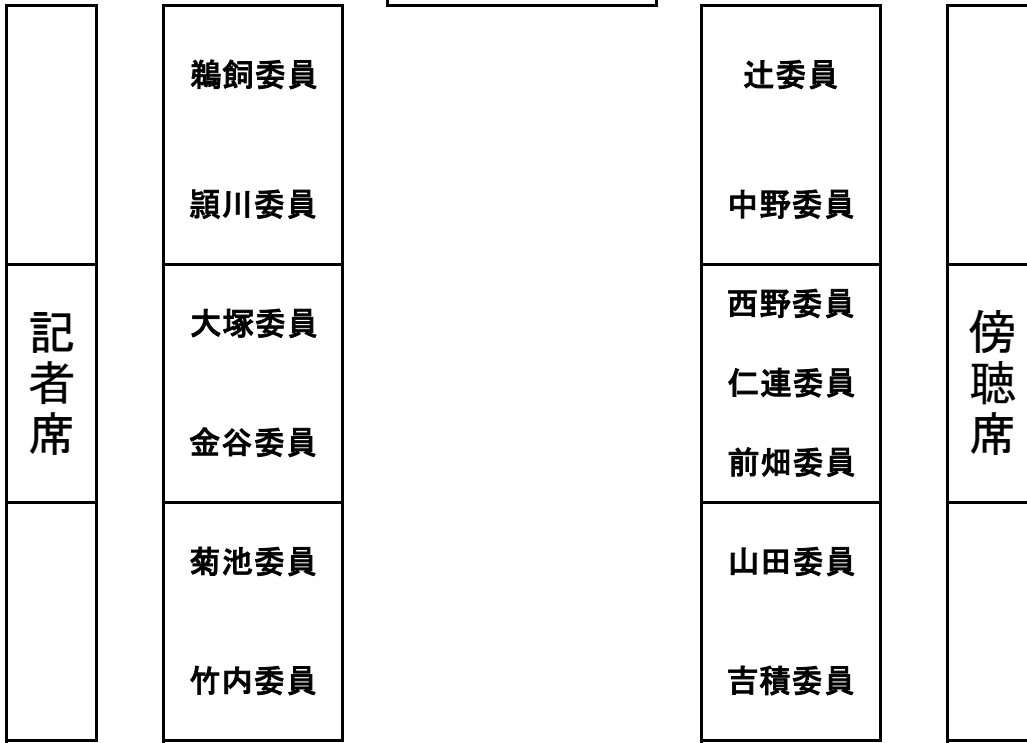 鵜飼委員
頴川委員
大塚委員
金谷委員
菊池委員
竹内委員
辻委員
中野委員
西野委員
仁連委員
前畑委員
山田委員
吉積委員
記者席
傍聴席